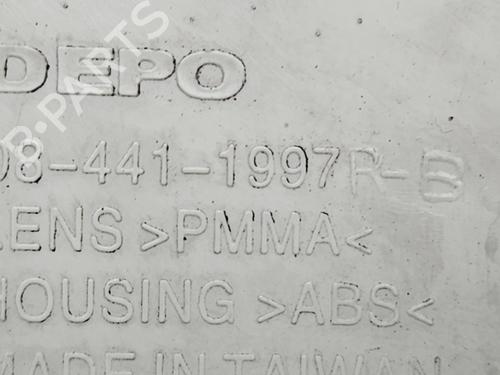 DEPO
08-441-1997R-B
LENS >PMMA<
HOUSING >ABS<
MADE IN TAIWAN
B-PARTS